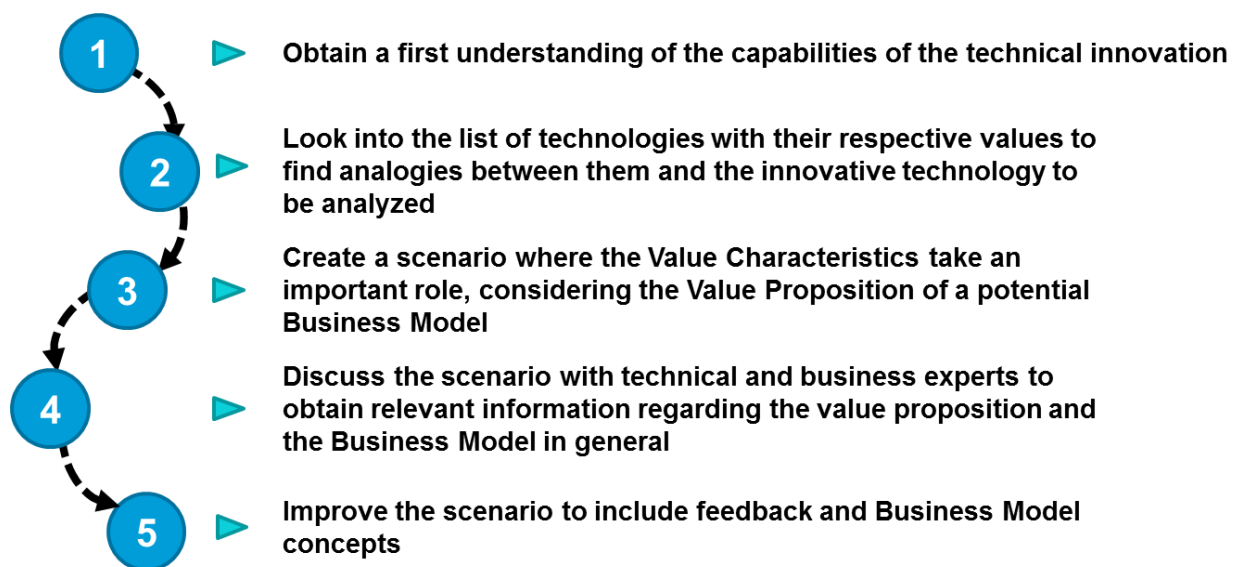 1
Obtain a first understanding of the capabilities of the technical innovation
2
Look into the list of technologies with their respective values to
find analogies between them and the innovative technology to
be analyzed
3
Create a scenario where the Value Characteristics take an
important role, considering the Value Proposition of a potential
Business Model
4
Discuss the scenario with technical and business experts to
obtain relevant information regarding the value proposition and
the Business Model in general
5
Improve the scenario to include feedback and Business Model
concepts